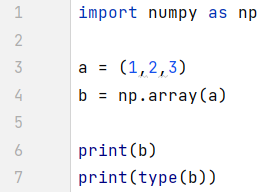 1 import numpy as np
2
3 a = (1,2,3)
4 b = np.array(a)
5
6 print(b)
7 print(type(b))